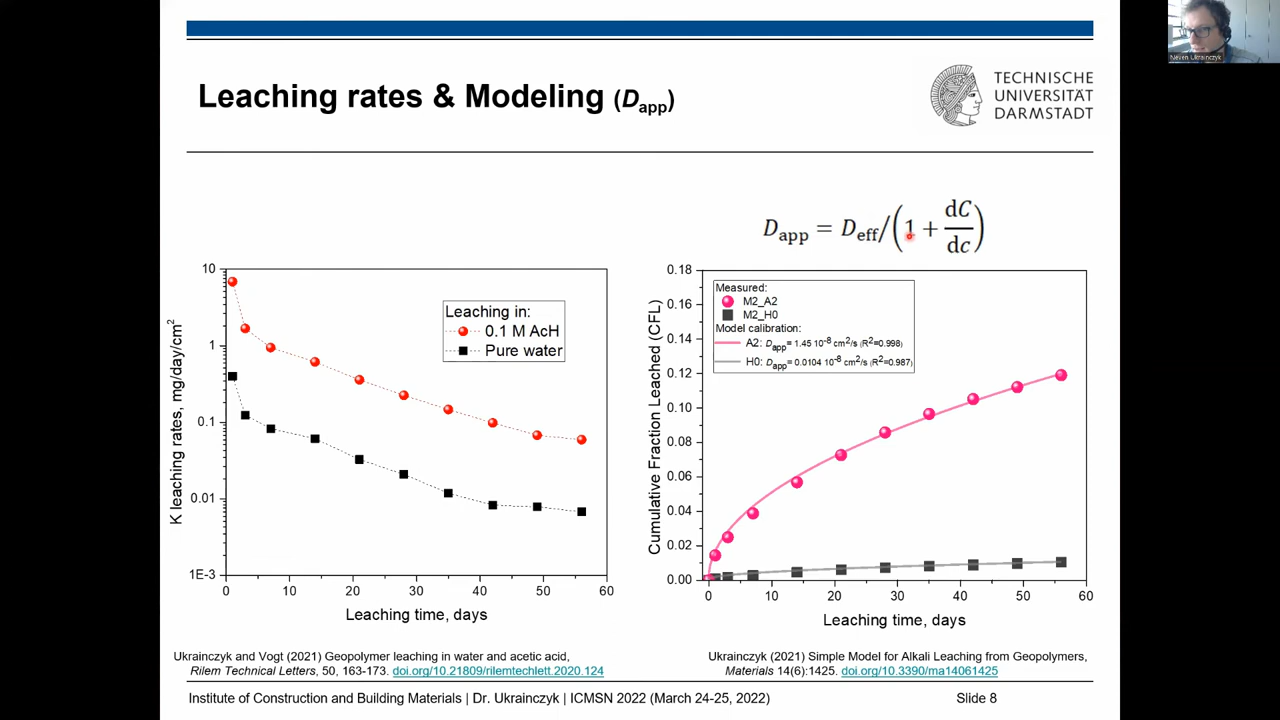 Neven Ukrainczyk
Leaching rates & Modeling (Dapp)
TECHNISCHE
UNIVERSITÄT
DARMSTADT
Dapp = Deff/(1 + dC/dc)
10
1
0.1
0.01
1E-3
K leaching rates, mg/day/cm²
Leaching in:
0.1 M AcH
Pure water
0 10 20 30 40 50 60
Leaching time, days
0.18
0.16
0.14
0.12
0.10
0.08
0.06
0.04
0.02
0.00
Cumulative Fraction Leached (CFL)
Measured:
M2_A2
M2_H0
Model calibration:
A2: Dapp= 1.45 10⁻⁸ cm²/s (R²=0.998)
H0: Dapp= 0.0104 10⁻⁸ cm²/s (R²=0.987)
0 10 20 30 40 50 60
Leaching time, days
Ukrainczyk and Vogt (2021) Geopolymer leaching in water and acetic acid,
Rilem Technical Letters, 50, 163-173. doi.org/10.21809/rilemtechlett.2020.124
Ukrainczyk (2021) Simple Model for Alkali Leaching from Geopolymers,
Materials 14(6):1425. doi.org/10.3390/ma14061425
Institute of Construction and Building Materials | Dr. Ukrainczyk | ICMSN 2022 (March 24-25, 2022)
Slide 8